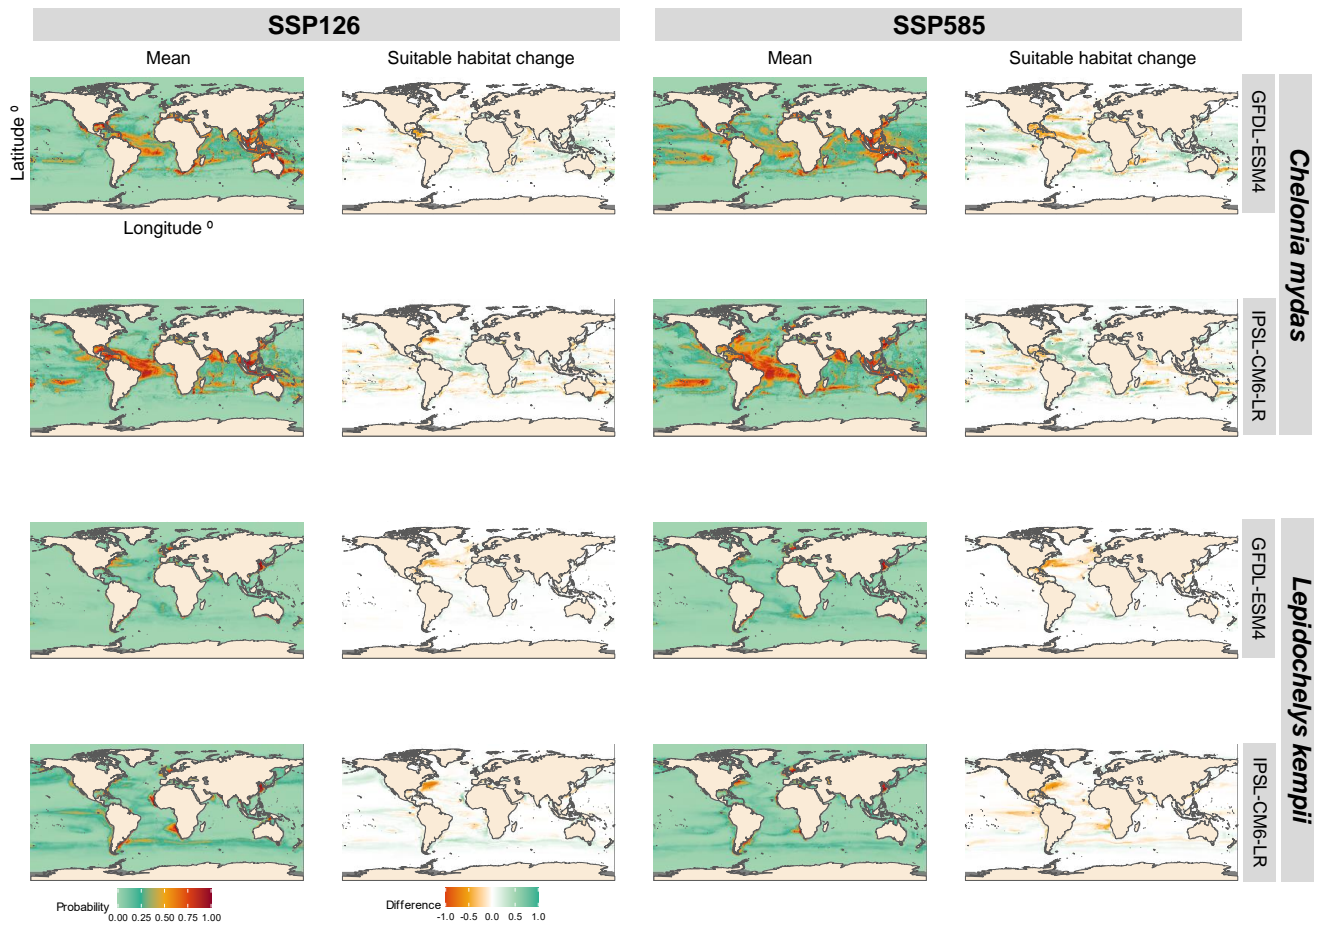 SSP126
SSP585
Mean
Suitable habitat change
Mean
Suitable habitat change
Latitude º
Longitude º
GFDL-ESM4
IPSL-CM6-LR
Chelonia mydas
GFDL-ESM4
IPSL-CM6-LR
Lepidochelys kempii
Probability
0.00 0.25 0.50 0.75 1.00
Difference
-1.0 -0.5 0.0 0.5 1.0